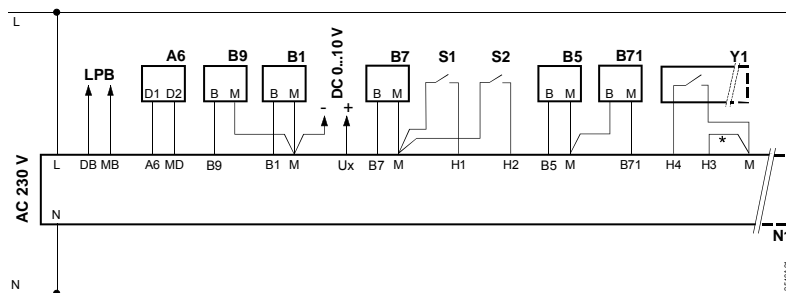 L
LPB A6 B9 B1 DC 0...10 V B7 S1 S2 B5 B71 Y1
D1 D2 B M B M - + B M B M B M
*
AC 230 V
L DB MB A6 MD B9 B1 M Ux B7 M H1 H2 B5 M B71 H4 H3 M
N
N1
N